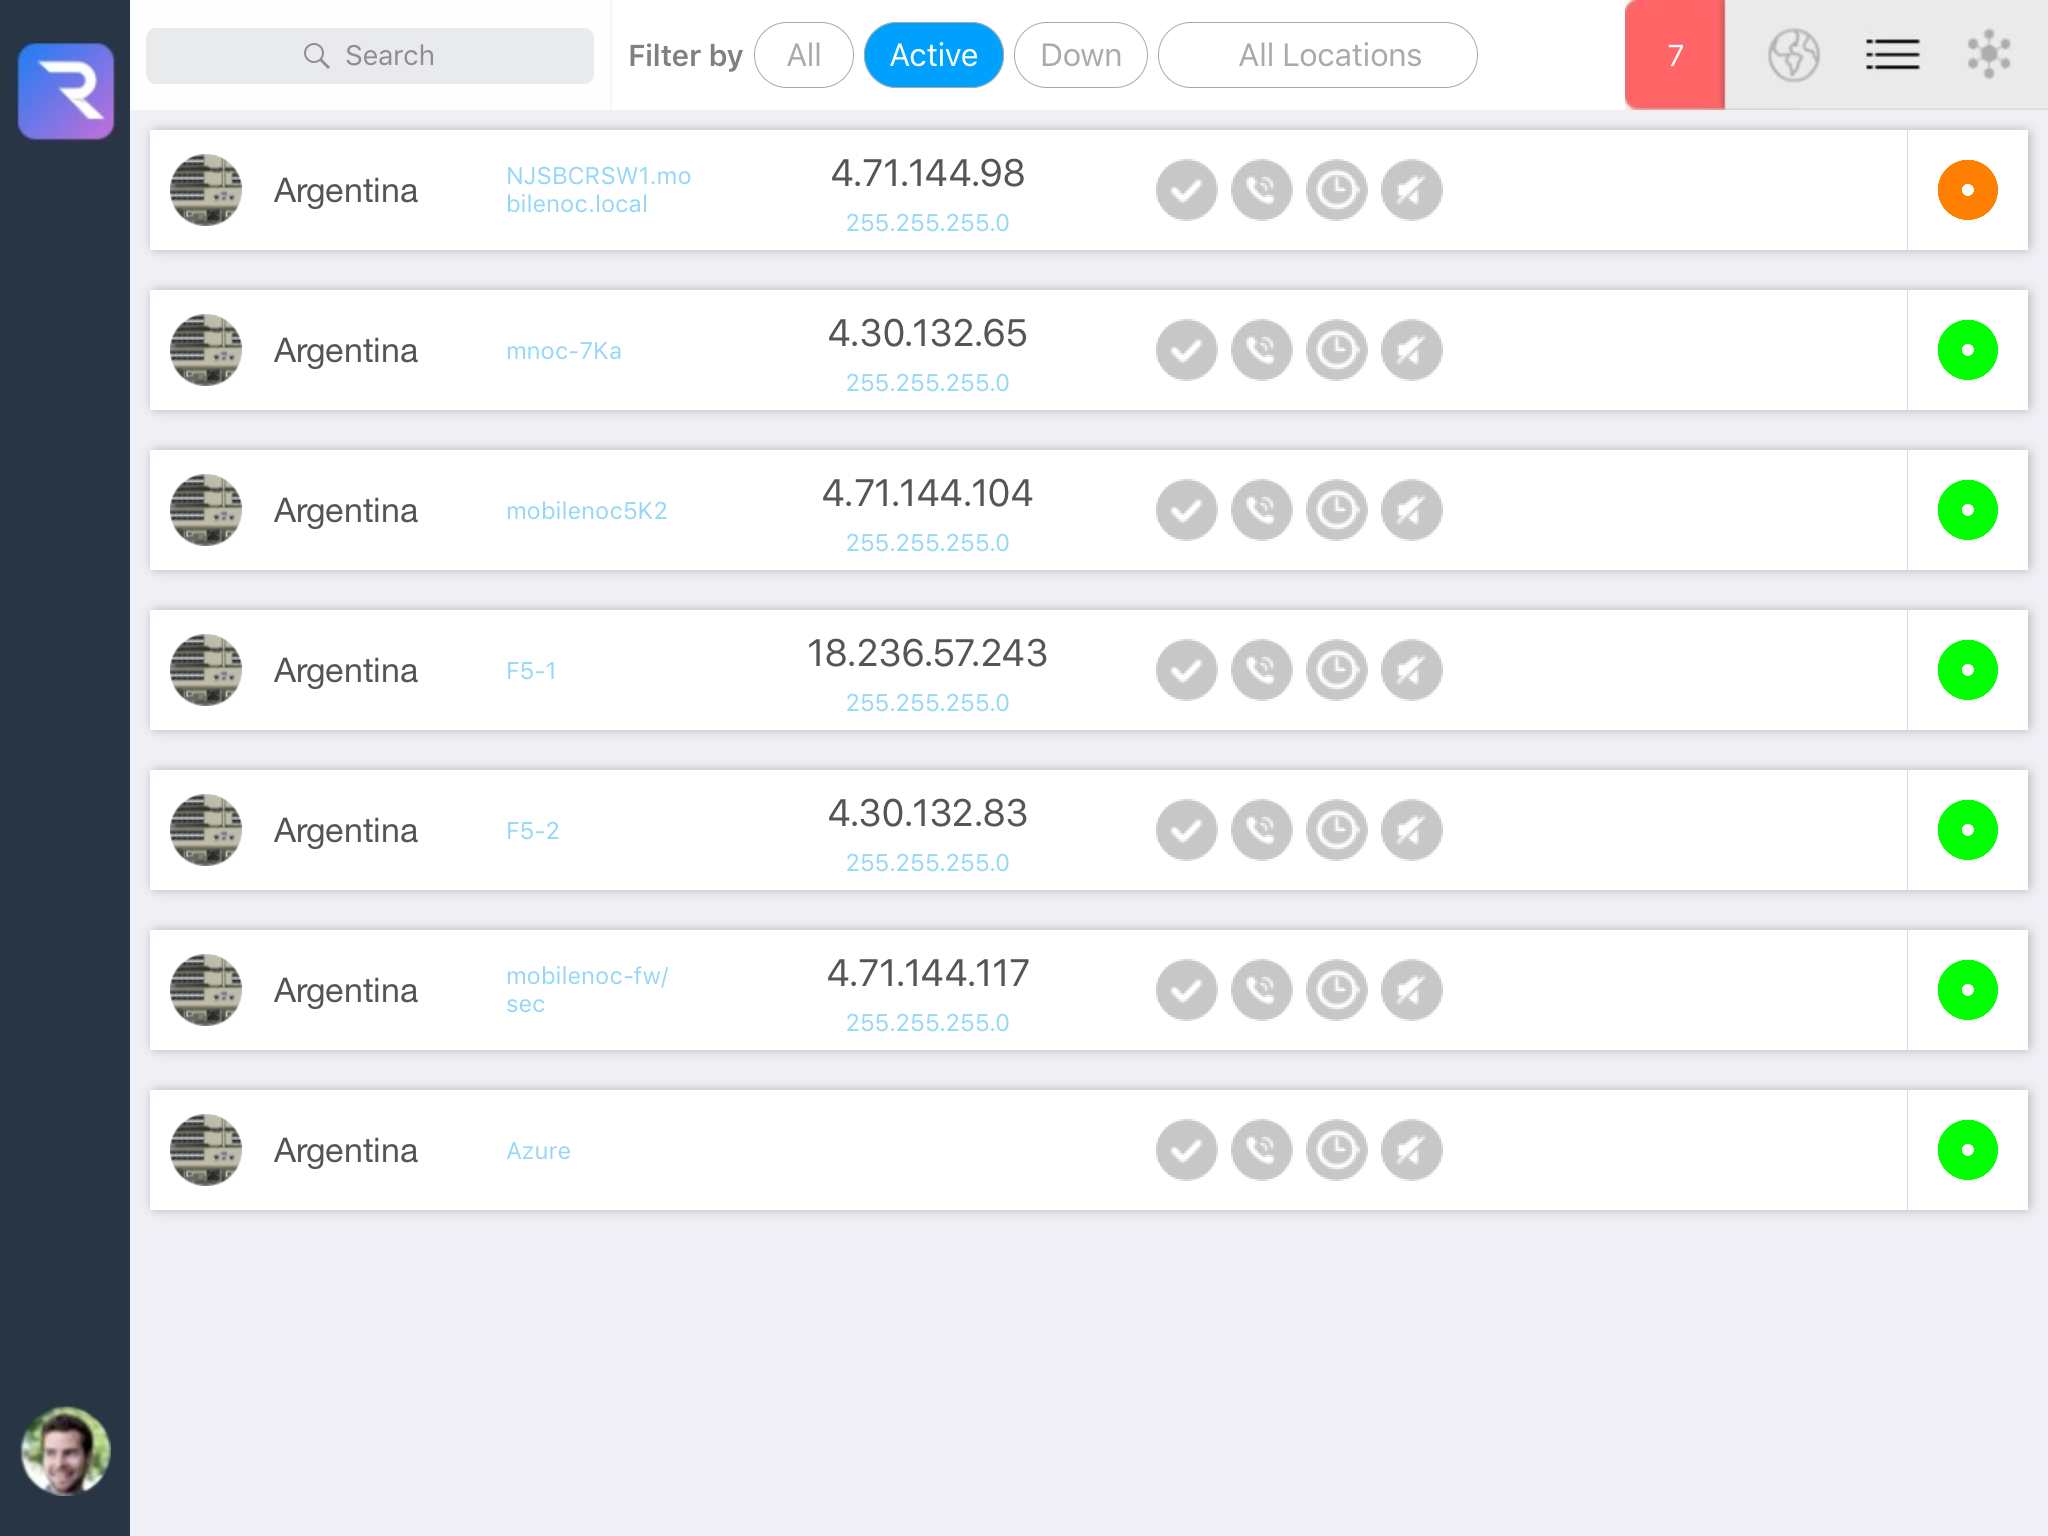 Search
Filter by All Active Down All Locations 7
Argentina
NJSBCRSW1.mo
bilenoc.local
4.71.144.98
255.255.255.0
Argentina
mnoc-7Ka
4.30.132.65
255.255.255.0
Argentina
mobilenoc5K2
4.71.144.104
255.255.255.0
Argentina
F5-1
18.236.57.243
255.255.255.0
Argentina
F5-2
4.30.132.83
255.255.255.0
Argentina
mobilenoc-fw/
sec
4.71.144.117
255.255.255.0
Argentina
Azure